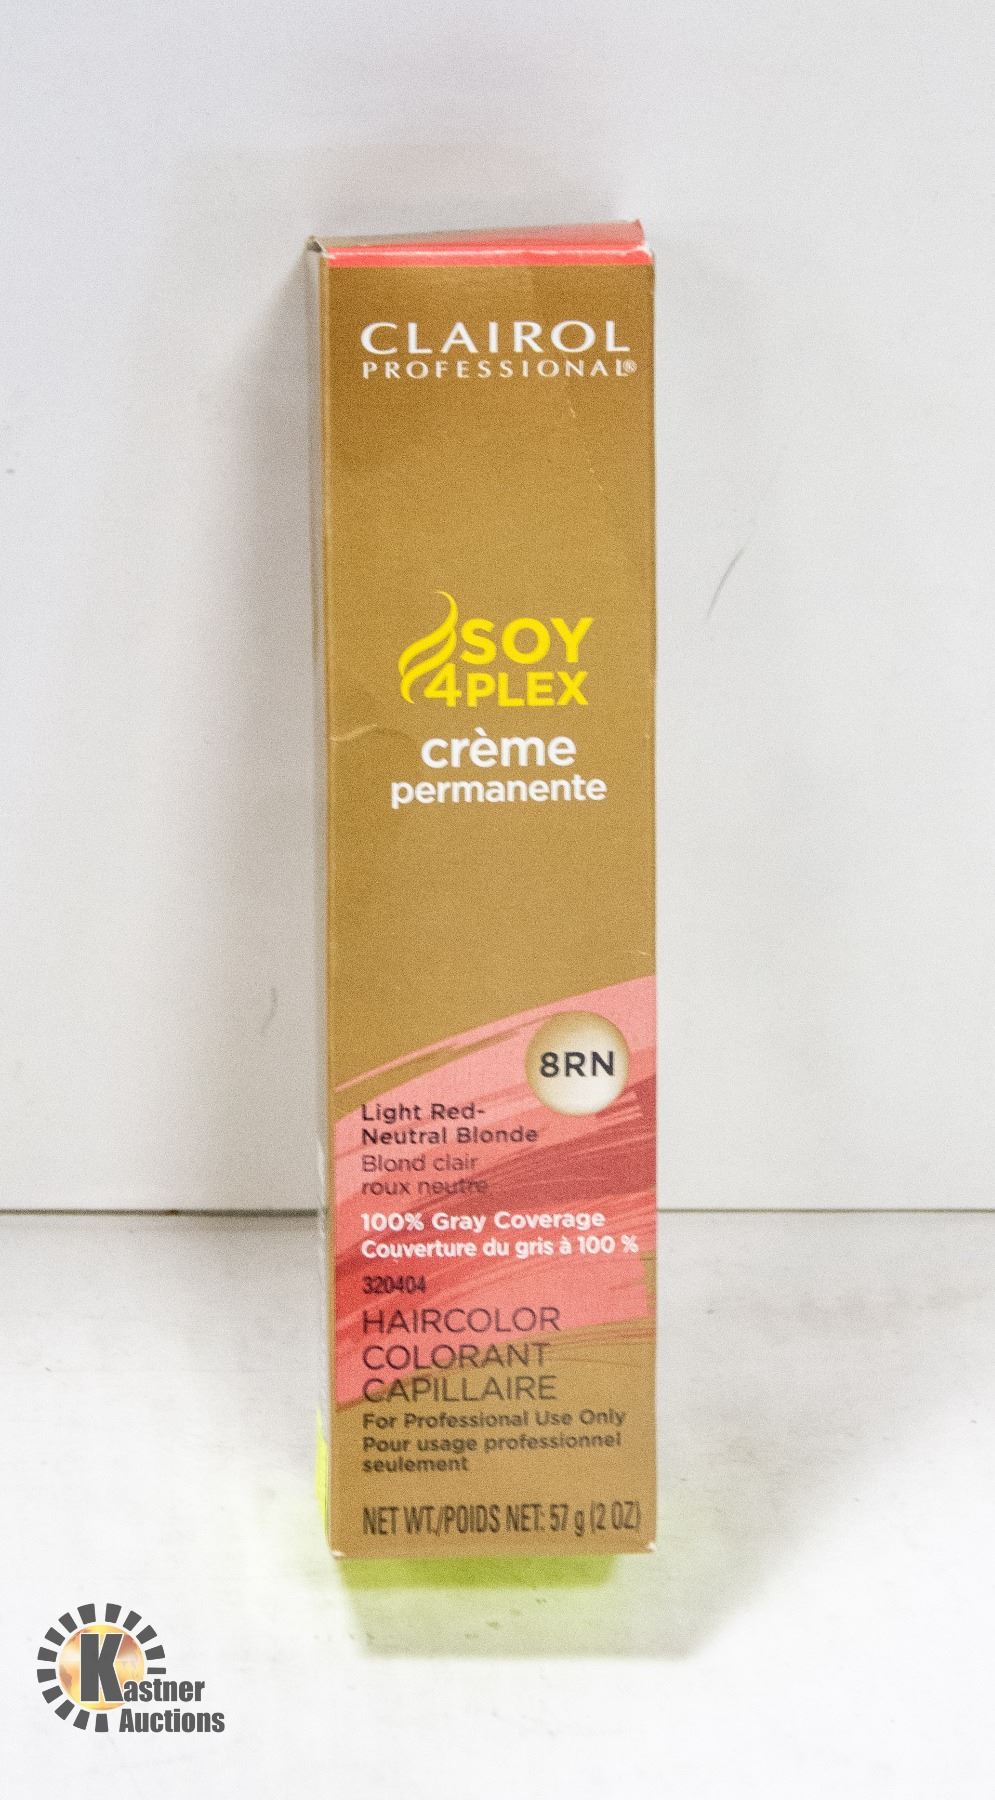 CLAIROL
PROFESSIONAL®
SOY
4PLEX
crème
permanente
8RN
Light Red-
Neutral Blonde
Blond clair
roux neutre
100% Gray Coverage
Couverture du gris à 100 %
320404
HAIRCOLOR
COLORANT
CAPILLAIRE
For Professional Use Only
Pour usage professionnel
seulement
NET WT./POIDS NET: 57 g (2 OZ)
Kastner
Auctions